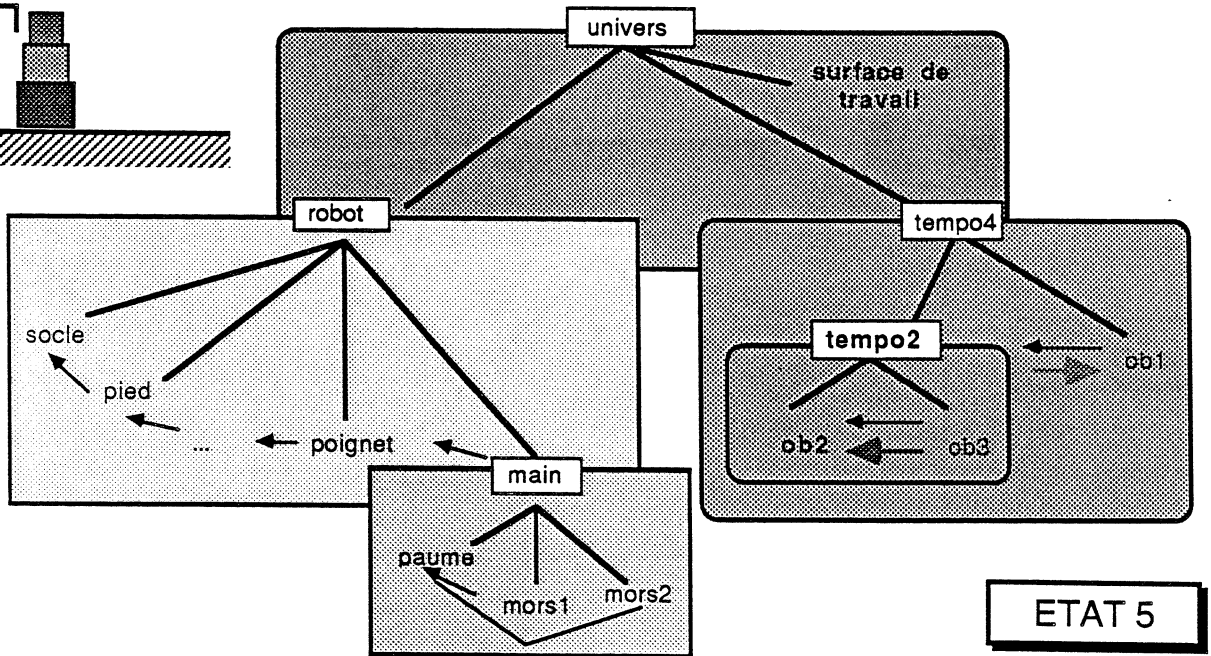 univers
surface de
travail
robot
tempo4
socle
tempo2
ob1
pied
...
poignet
ob2
ob3
main
paume
mors1
mors2
ETAT 5